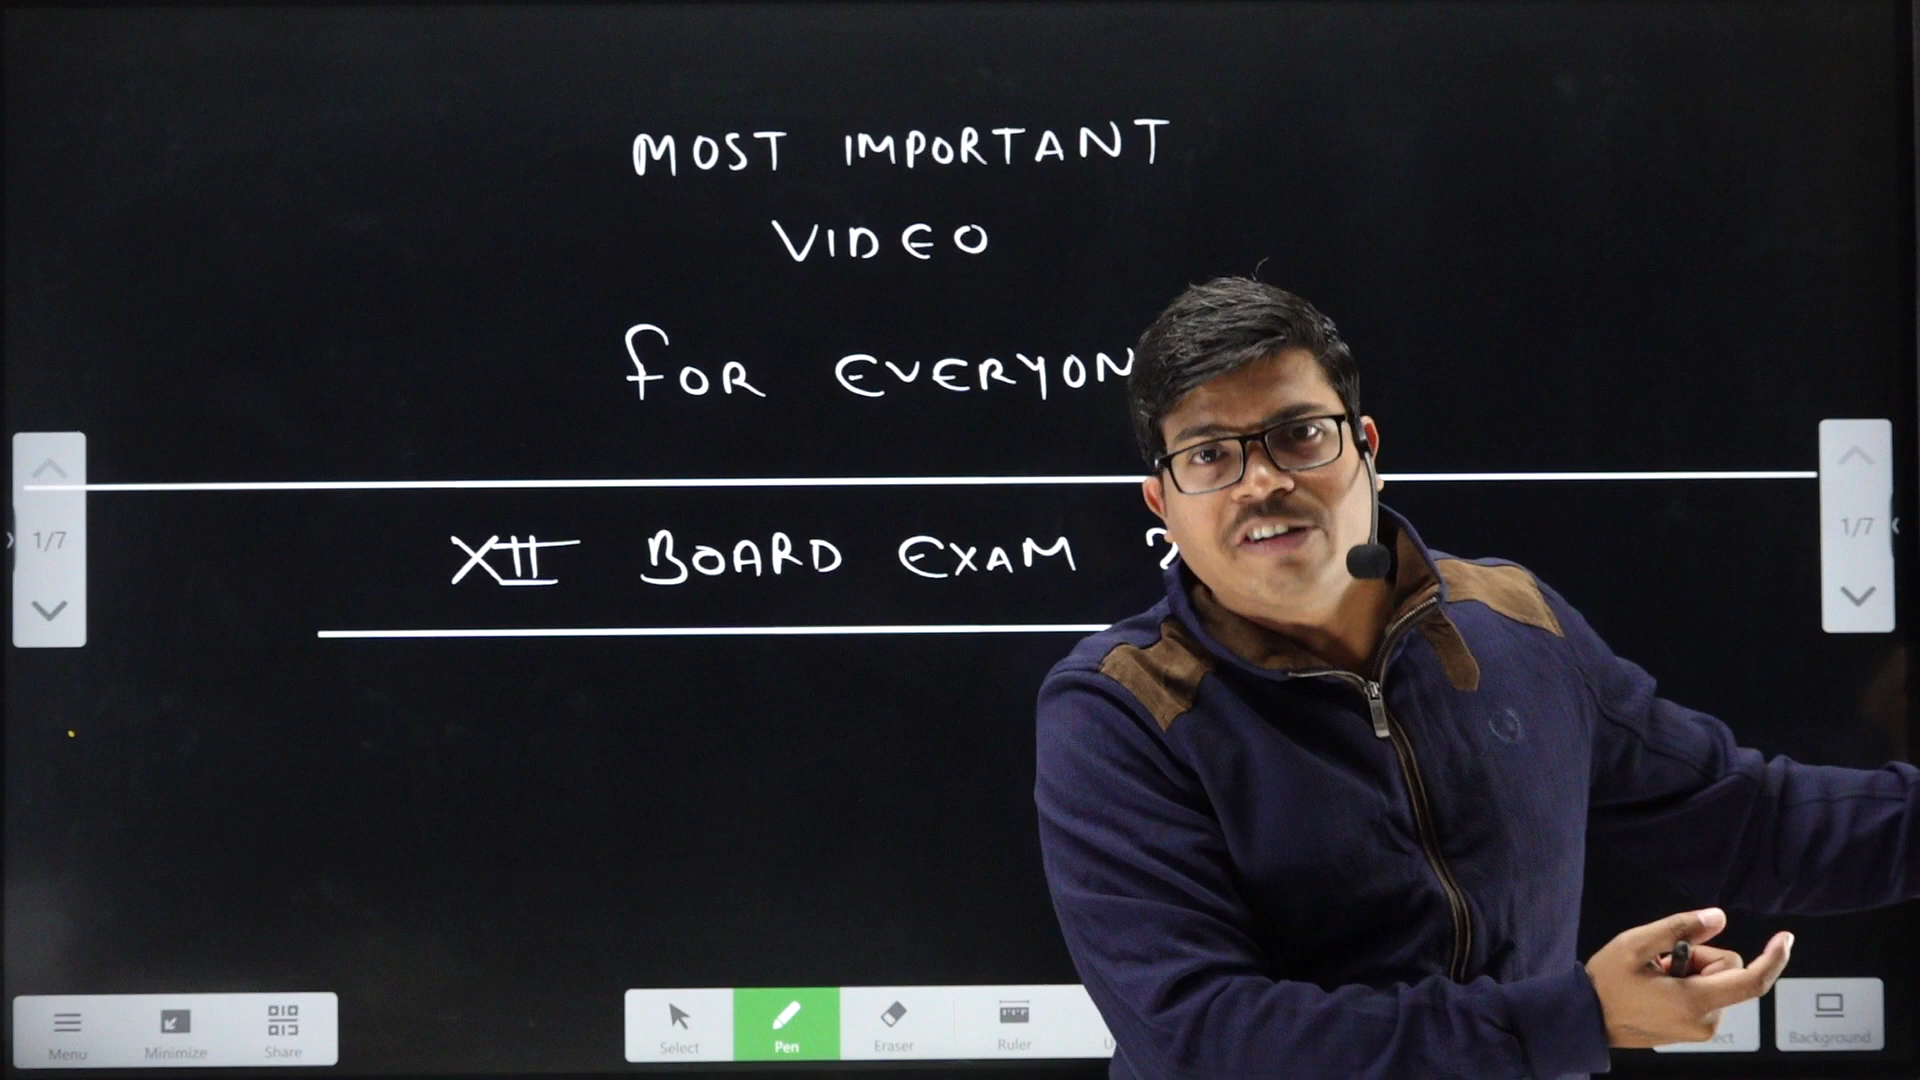 MOST IMPORTANT
VIDEO
FOR EVERYON
1/7
1/7
XII BOARD EXAM ?
Menu
Minimize
Share
Select
Pen
Eraser
Ruler
Background